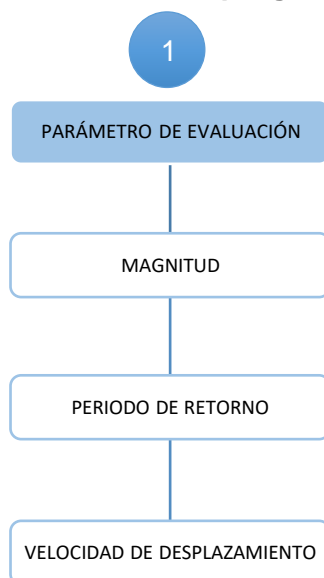 1
PARÁMETRO DE EVALUACIÓN
MAGNITUD
PERIODO DE RETORNO
VELOCIDAD DE DESPLAZAMIENTO